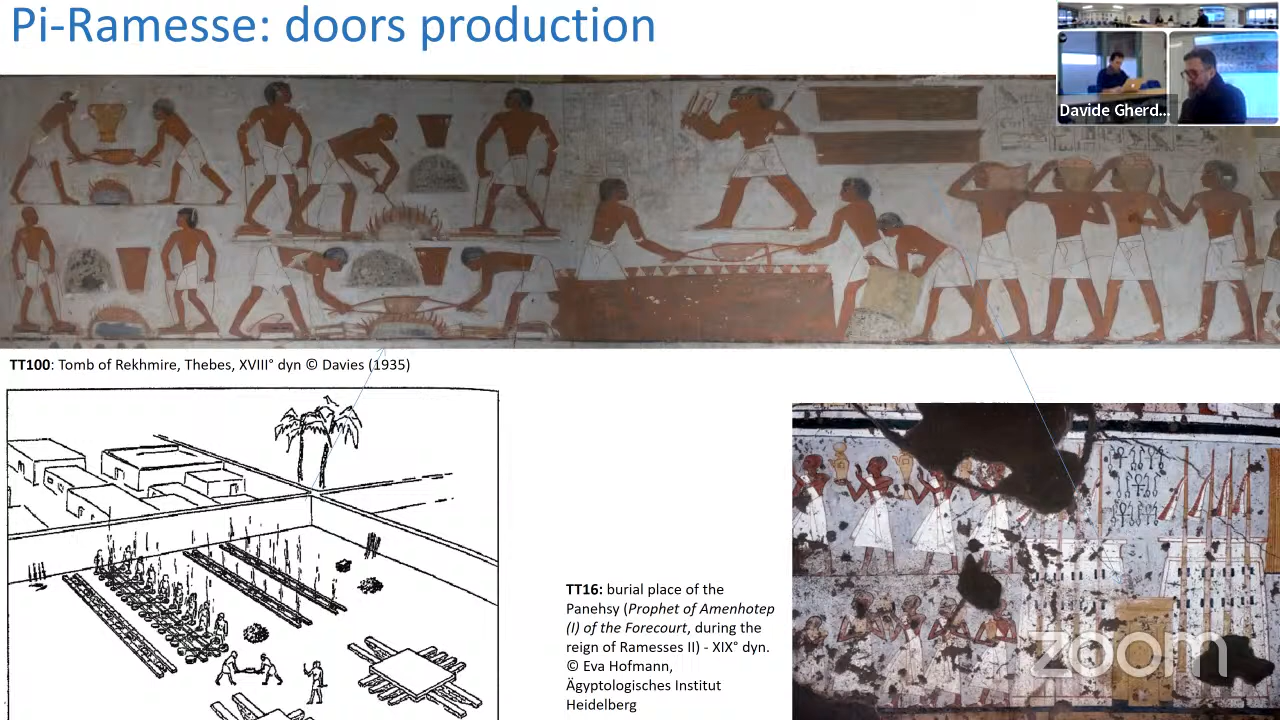 Pi-Ramesse: doors production
Davide Gherd...
TT100: Tomb of Rekhmire, Thebes, XVIII° dyn © Davies (1935)
TT16: burial place of the
Panehsy (Prophet of Amenhotep
(I) of the Forecourt, during the
reign of Ramesses II) - XIX° dyn.
© Eva Hofmann,
Ägyptologisches Institut
Heidelberg
zoom